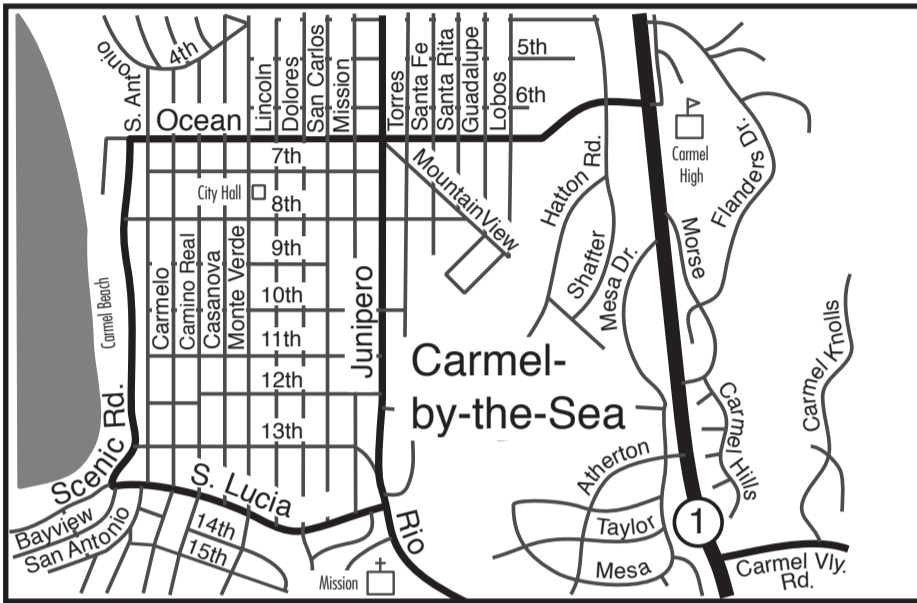 S. Antonio
4th
Lincoln
Dolores
San Carlos
Mission
Torres
Santa Fe
Santa Rita
Guadalupe
Lobos
5th
6th
Ocean
7th
City Hall
8th
Mountain View
Hatton Rd.
Carmel
High
Flanders Dr.
Carmel Beach
Carmelo
Camino Real
Casanova
Monte Verde
9th
10th
11th
12th
13th
Junipero
Shafter
Mesa Dr.
Morse
Carmel-
by-the-Sea
Carmel Knolls
Carmel Hills
Scenic Rd.
S. Lucia
Rio
Atherton
Taylor
Mesa
1
Bayview
San Antonio
14th
15th
Mission
Carmel Vly.
Rd.